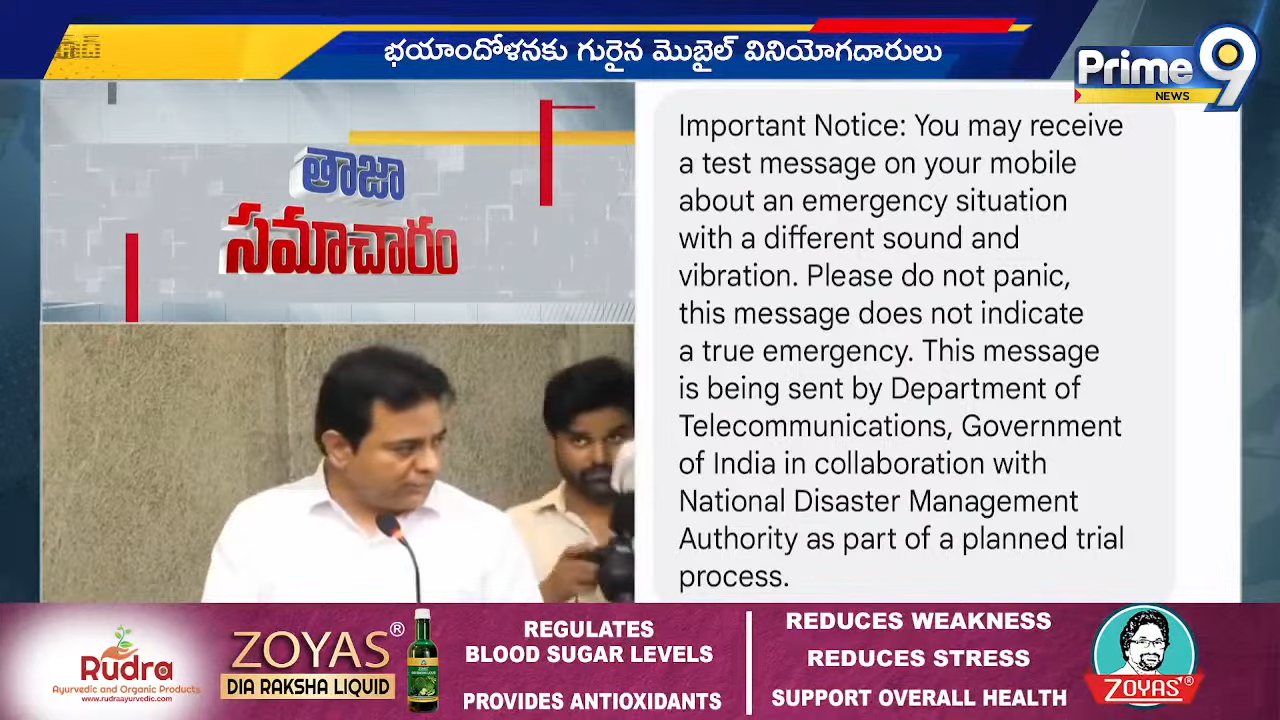 భయాందోళనకు గురైన మొబైల్ వినియోగదారులు
Prime9
NEWS
తాజా
సమాచారం
Important Notice: You may receive
a test message on your mobile
about an emergency situation
with a different sound and
vibration. Please do not panic,
this message does not indicate
a true emergency. This message
is being sent by Department of
Telecommunications, Government
of India in collaboration with
National Disaster Management
Authority as part of a planned trial
process.
Rudra
Ayurvedic and Organic Products
www.rudraayurvedic.com
ZOYAS®
DIA RAKSHA LIQUID
REGULATES
BLOOD SUGAR LEVELS
PROVIDES ANTIOXIDANTS
REDUCES WEAKNESS
REDUCES STRESS
SUPPORT OVERALL HEALTH
ZOYAS®